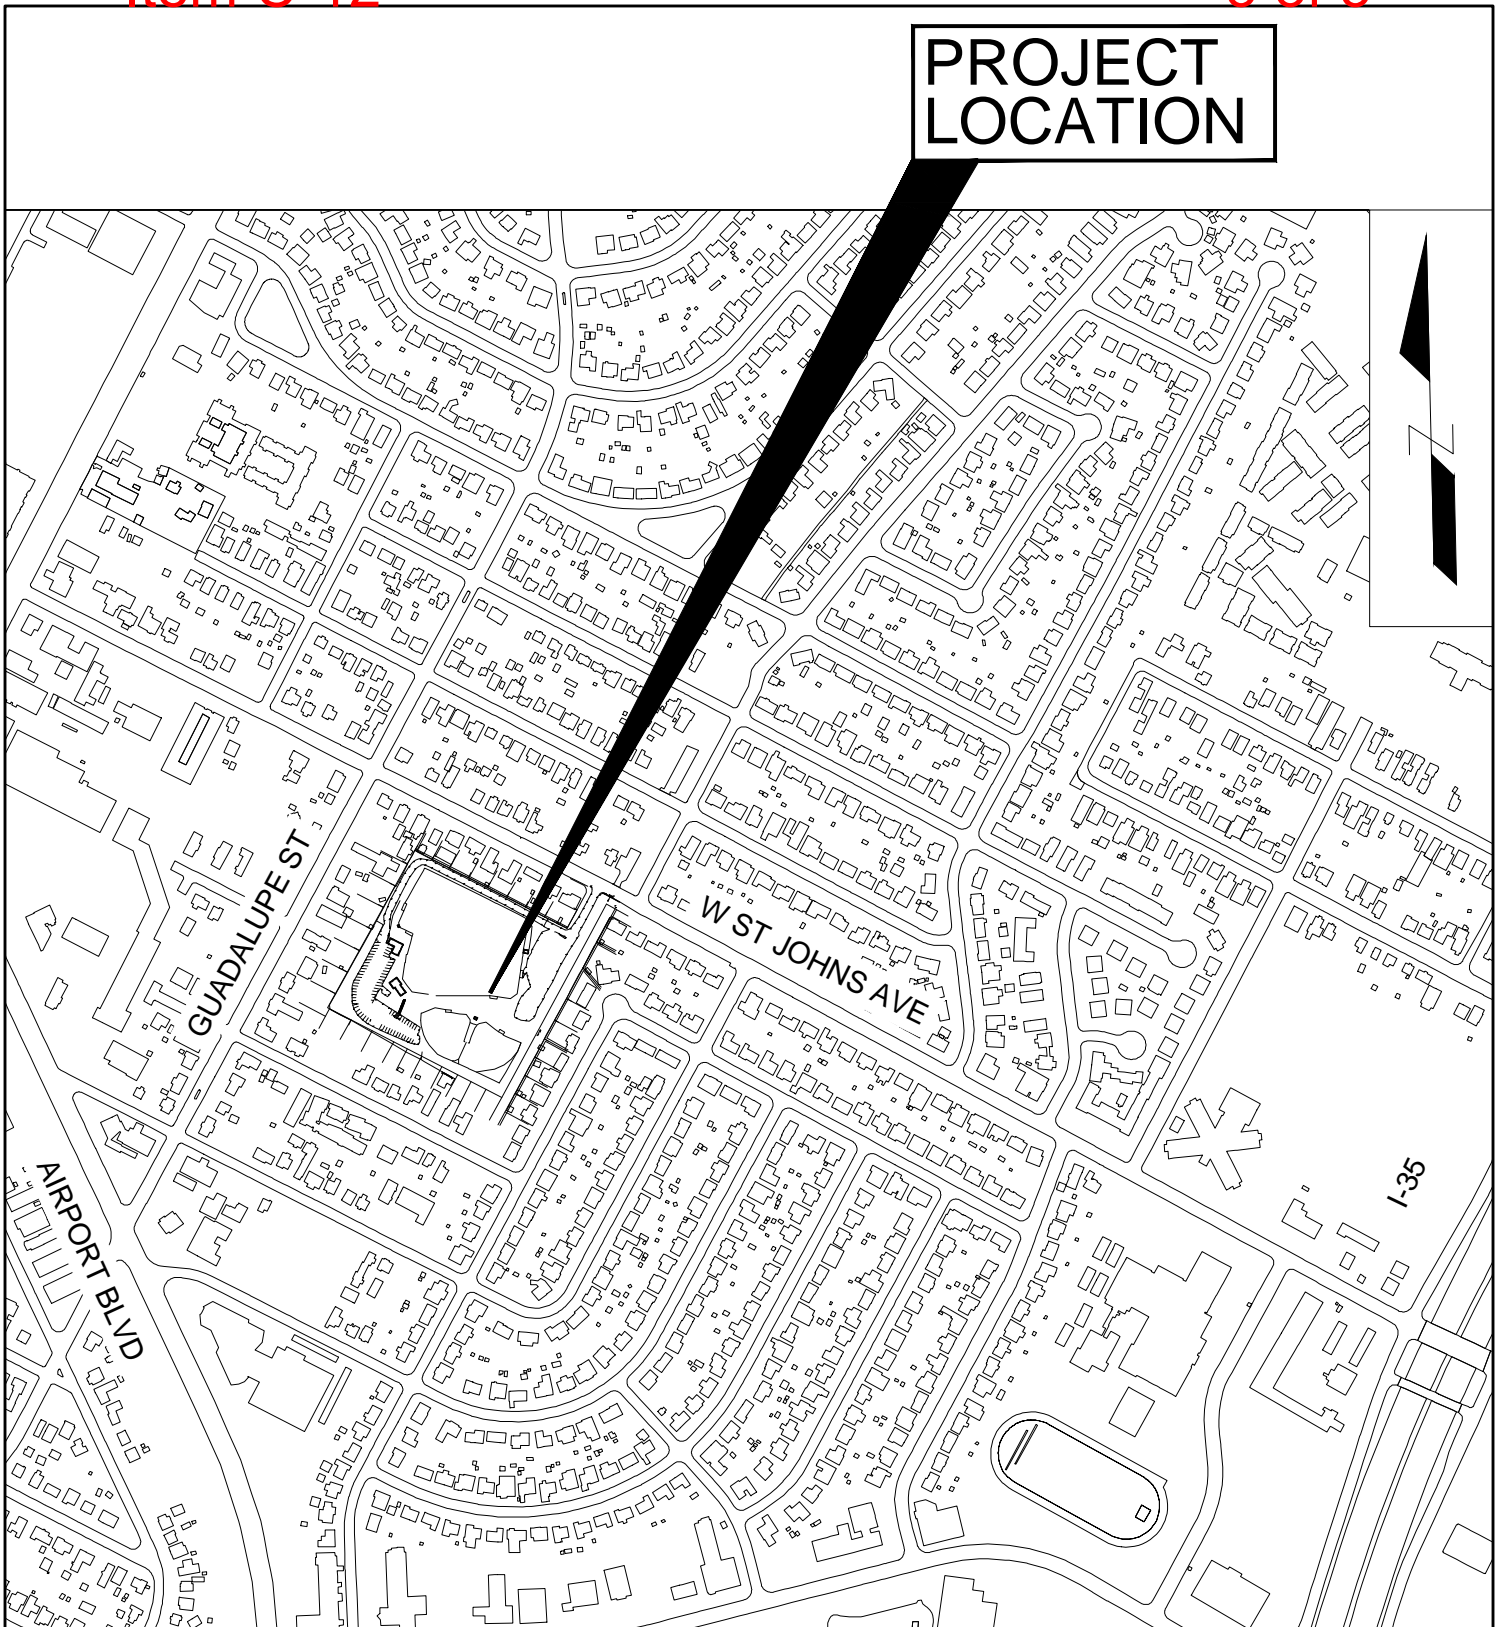 PROJECT
LOCATION
GUADALUPE ST
W ST JOHNS AVE
I-35
AIRPORT BLVD